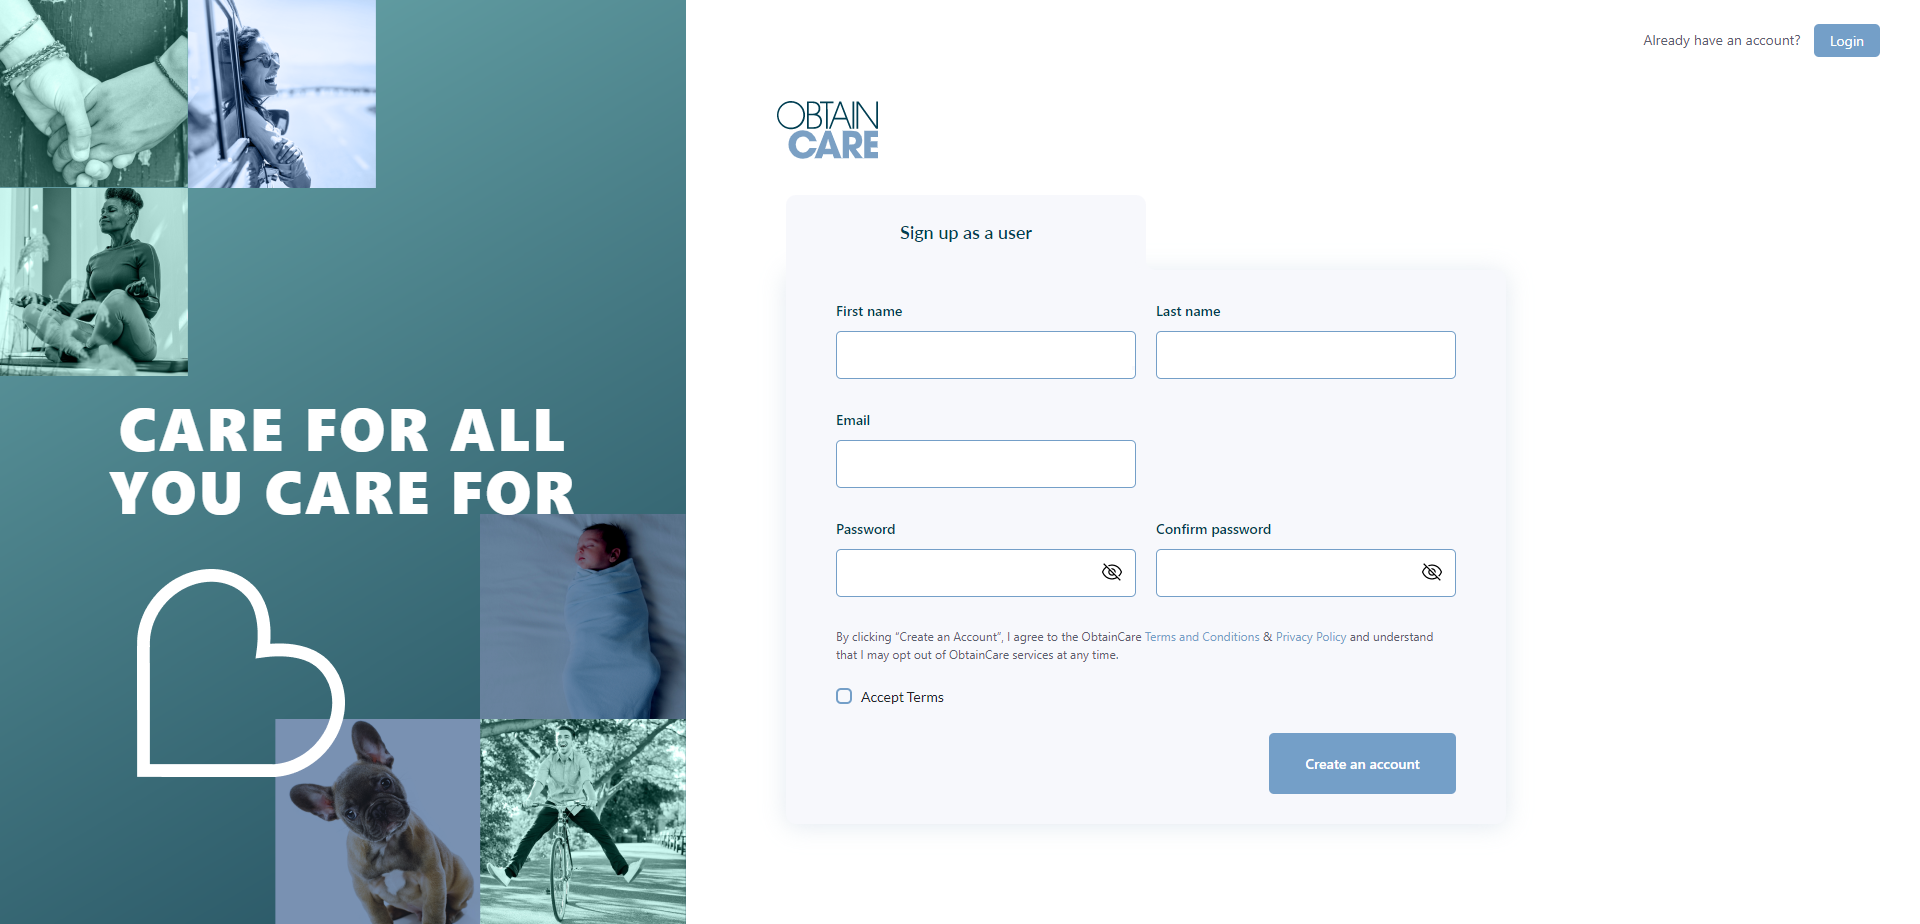 CARE FOR ALL
YOU CARE FOR
Already have an account?
Login
OBTAIN
CARE
Sign up as a user
First name
Last name
Email
Password
Confirm password
By clicking “Create an Account”, I agree to the ObtainCare Terms and Conditions & Privacy Policy and understand
that I may opt out of ObtainCare services at any time.
Accept Terms
Create an account